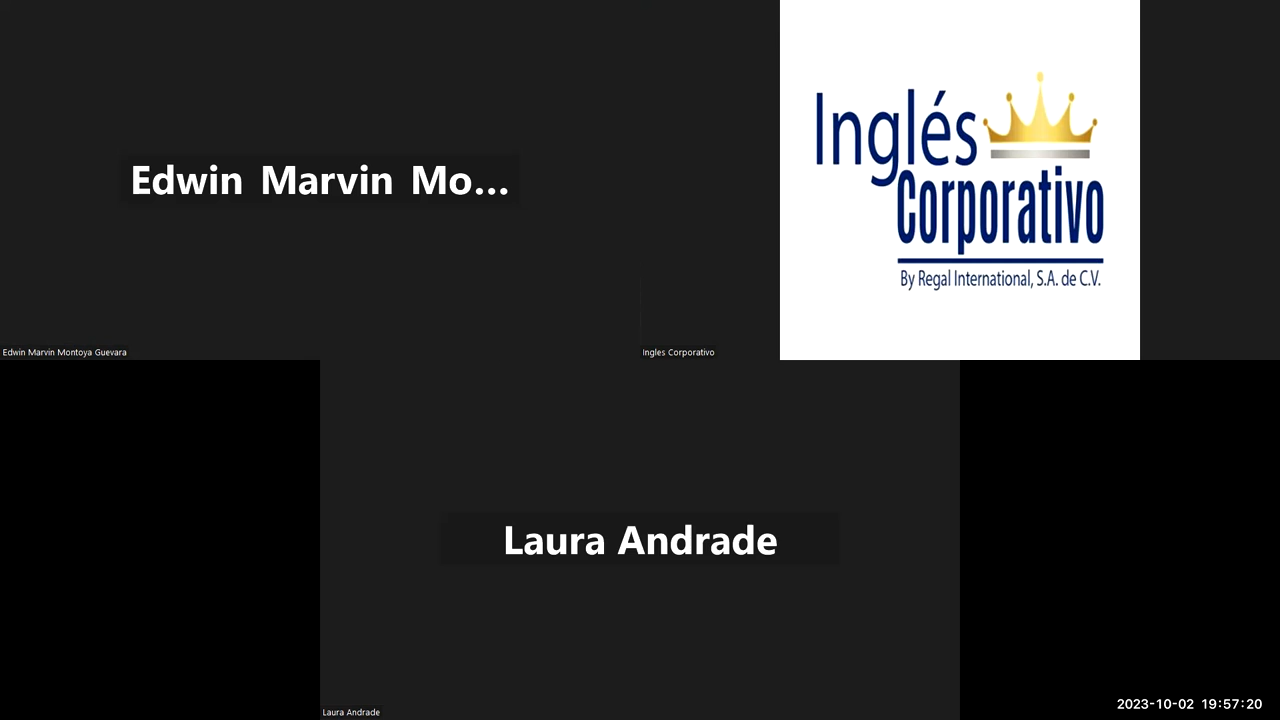 Edwin Marvin Mo...
Edwin Marvin Montoya Guevara
Inglés
Corporativo
By Regal International, S.A. de C.V.
Ingles Corporativo
Laura Andrade
Laura Andrade
2023-10-02 19:57:20